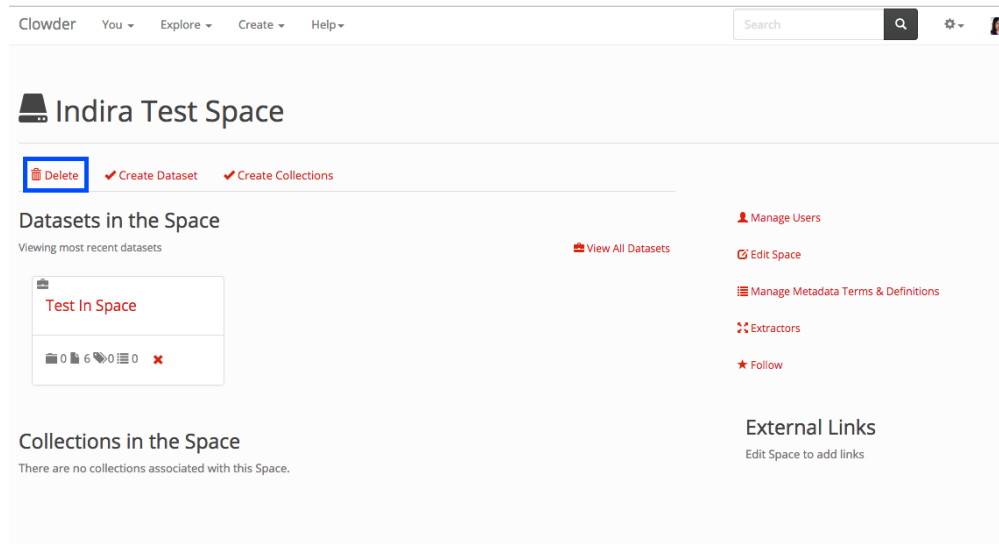 Clowder You Explore Create Help Search
Indira Test Space
Delete Create Dataset Create Collections
Datasets in the Space
Viewing most recent datasets
View All Datasets
Test In Space
0 6 0 0
Collections in the Space
There are no collections associated with this Space.
Manage Users
Edit Space
Manage Metadata Terms & Definitions
Extractors
Follow
External Links
Edit Space to add links